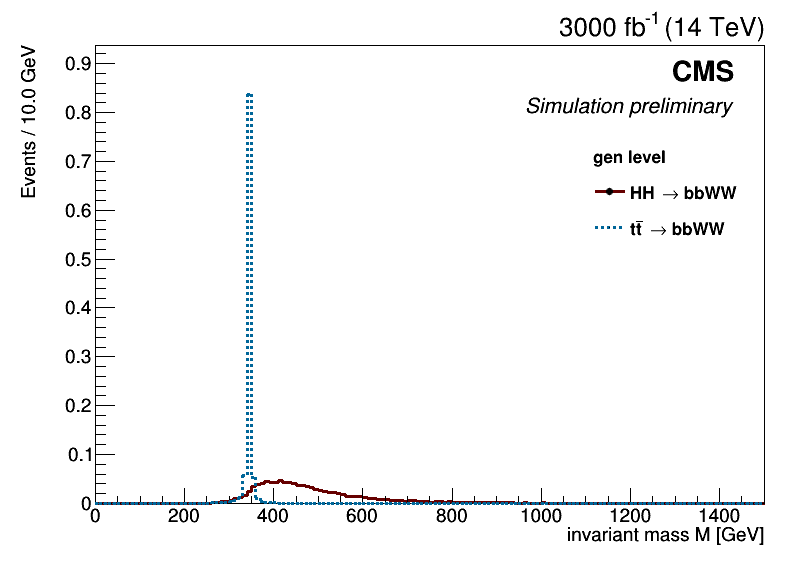 3000 fb⁻¹ (14 TeV)
CMS
Simulation preliminary
gen level
HH → bbWW
tt̄ → bbWW
Events / 10.0 GeV
0.9
0.8
0.7
0.6
0.5
0.4
0.3
0.2
0.1
0
0 200 400 600 800 1000 1200 1400
invariant mass M [GeV]